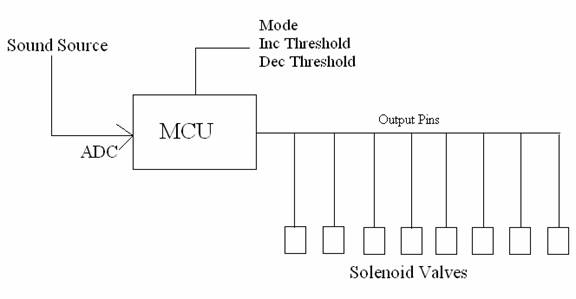 Mode
Inc Threshold
Dec Threshold
Sound Source
MCU
ADC
Output Pins
Solenoid Valves